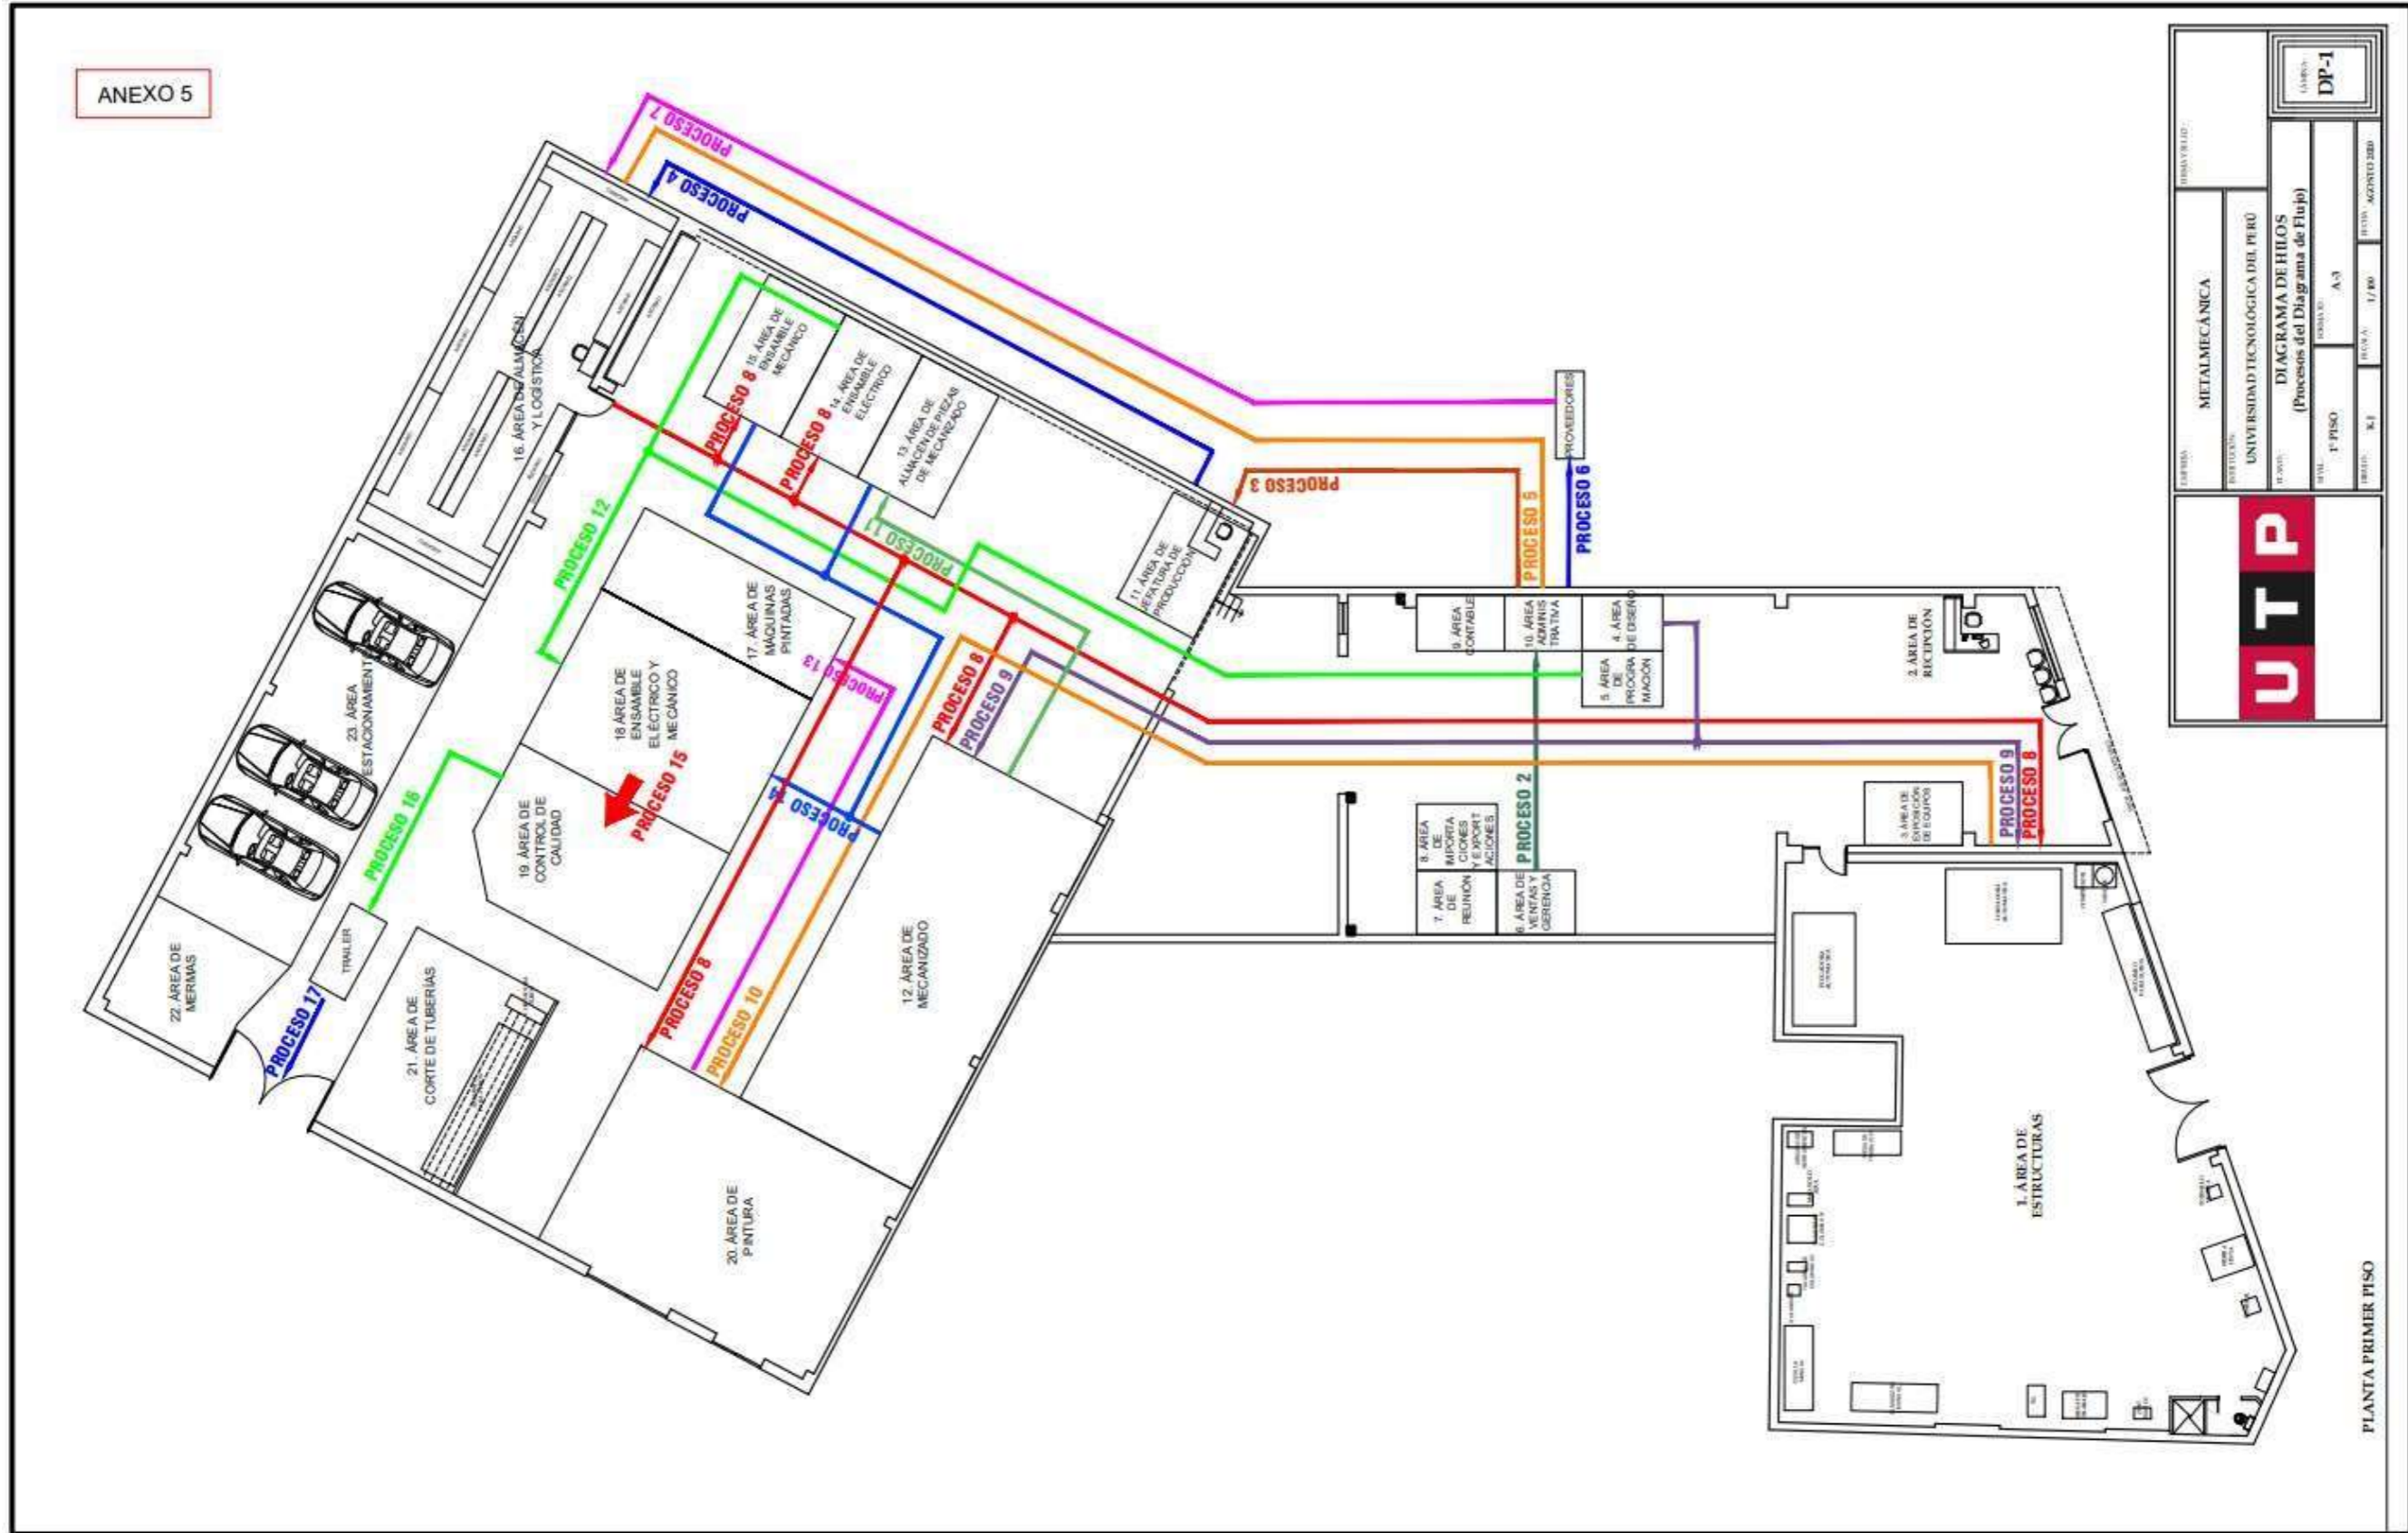 ANEXO 5
PROCESO 7
PROCESO 4
16. ÁREA DE ALMACÉN
Y LOGÍSTICA
15. ÁREA DE
ENSAMBLE
MECÁNICO
14. ÁREA DE
ENSAMBLE
ELÉCTRICO
13. ÁREA DE
ALMACÉN DE PIEZAS
DE MECANIZADO
PROCESO 8
PROCESO 8
PROCESO 12
PROCESO 11
PROCESO 3
PROVEEDORES
PROCESO 5
PROCESO 6
11. ÁREA DE
JEFATURA DE
PRODUCCIÓN
17. ÁREA DE
MÁQUINAS
PINTADAS
18 ÁREA DE
ENSAMBLE
ELÉCTRICO Y
MECÁNICO
PROCESO 13
PROCESO 8
PROCESO 9
23. ÁREA
ESTACIONAMIENT
PROCESO 16
19. ÁREA DE
CONTROL DE
CALIDAD
PROCESO 15
PROCESO 14
9. ÁREA
CONTABLE
10. ÁREA
ADMINIS
TRATIVA
4. ÁREA
DE DISEÑO
5. ÁREA
DE
PROGRA
MACIÓN
2. ÁREA DE
RECEPCIÓN
PROCESO 2
8. ÁREA
DE
IMPORTA
CIONES
Y EXPORT
ACIONES
7. ÁREA
DE
REUNIÓN
6. ÁREA DE
VENTAS Y
GERENCIA
3. ÁREA DE
EXPOSICIÓN
DE EQUIPOS
PROCESO 9
PROCESO 8
22. ÁREA DE
MERMAS
TRAILER
PROCESO 17
21. ÁREA DE
CORTE DE TUBERÍAS
PROCESO 8
PROCESO 10
12. ÁREA DE
MECANIZADO
20. ÁREA DE
PINTURA
1. ÁREA DE
ESTRUCTURAS
PLANTA PRIMER PISO
UTP
METALMECÁNICA
UNIVERSIDAD TECNOLÓGICA DEL PERÚ
DIAGRAMA DE HILOS
(Procesos del Diagrama de Flujo)
1° PISO
A-3
1/100
AGOSTO 2020
DP-1